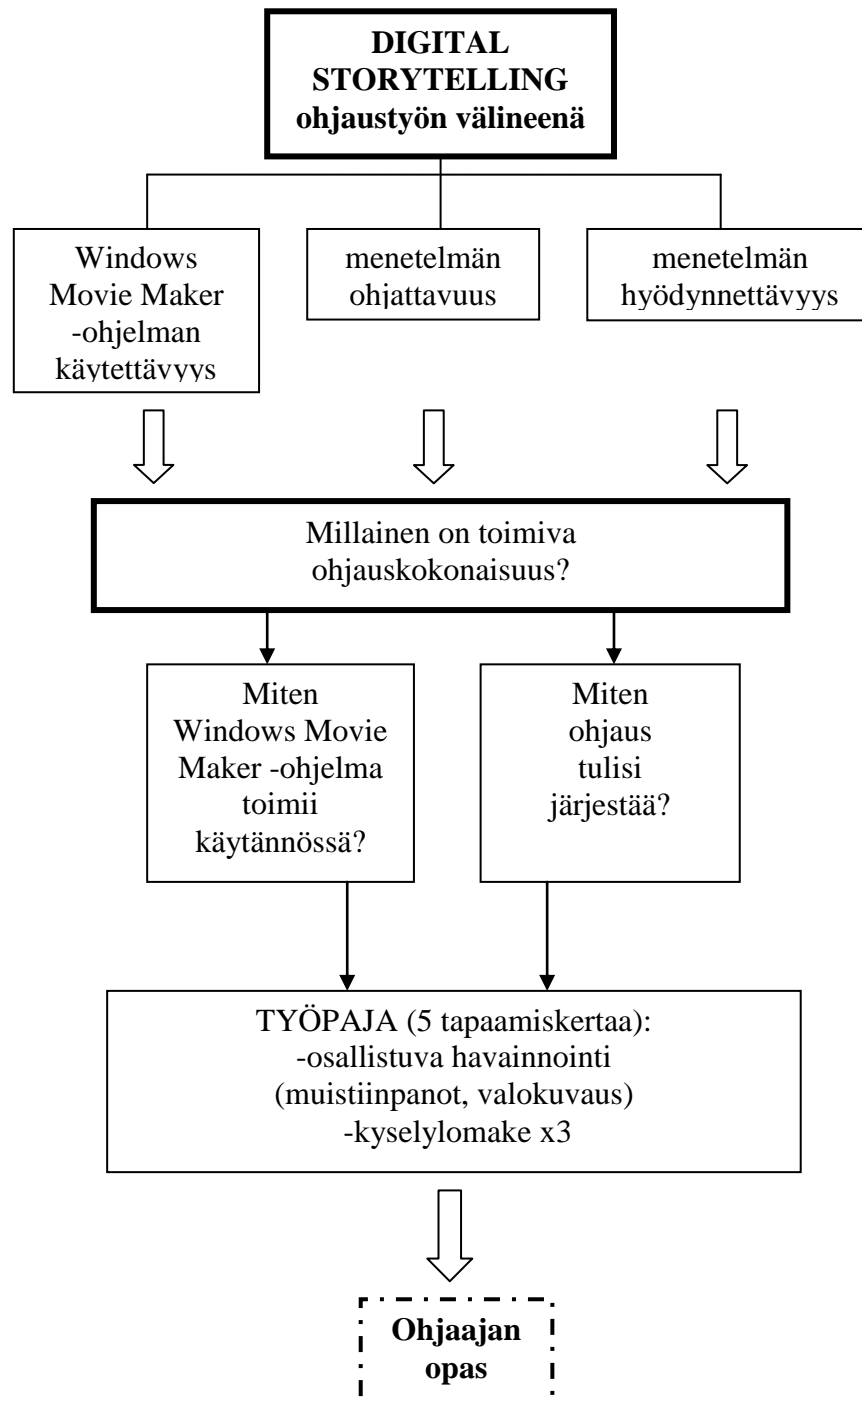 DIGITAL
STORYTELLING
ohjaustyön välineenä
Windows
Movie Maker
-ohjelman
käytettävyys
menetelmän
ohjattavuus
menetelmän
hyödynnettävyys
Millainen on toimiva
ohjauskokonaisuus?
Miten
Windows Movie
Maker -ohjelma
toimii
käytännössä?
Miten
ohjaus
tulisi
järjestää?
TYÖPAJA (5 tapaamiskertaa):
-osallistuva havainnointi
(muistiinpanot, valokuvaus)
-kyselylomake x3
Ohjaajan
opas